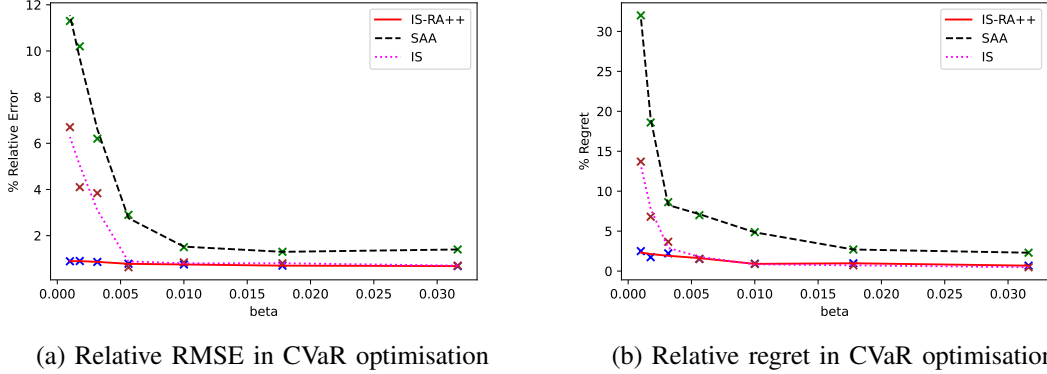 12
10
8
6
4
2
% Relative Error
0.000
0.005
0.010
0.015
0.020
0.025
0.030
beta
IS-RA++
SAA
IS
(a) Relative RMSE in CVaR optimisation
30
25
20
15
10
5
0
% Regret
0.000
0.005
0.010
0.015
0.020
0.025
0.030
beta
IS-RA++
SAA
IS
(b) Relative regret in CVaR optimisation